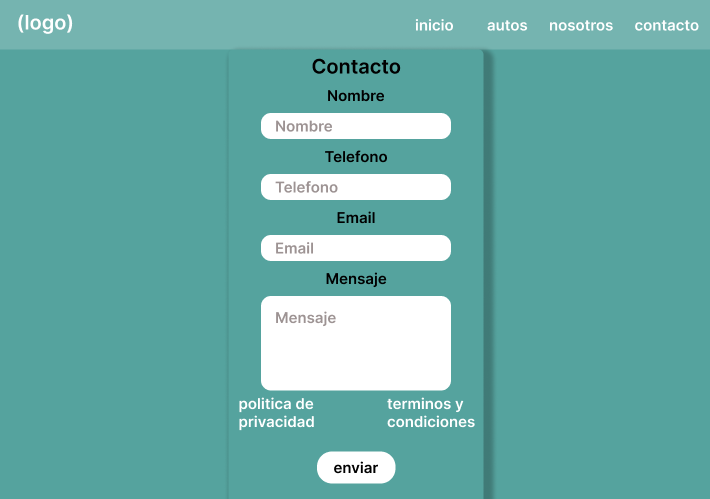 (logo)
inicio autos nosotros contacto
Contacto
Nombre
Nombre
Telefono
Telefono
Email
Email
Mensaje
Mensaje
politica de
privacidad
terminos y
condiciones
enviar